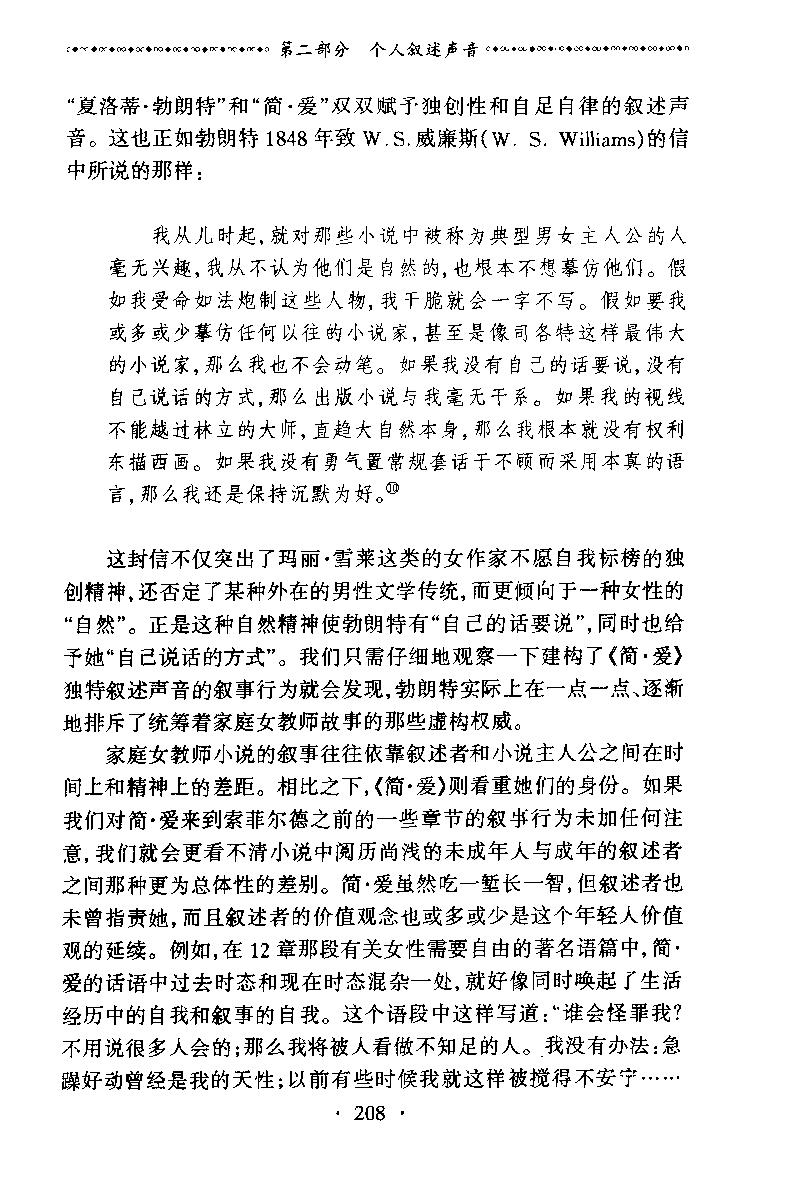 第二部分 个人叙述声音
“夏洛蒂·勃朗特”和“简·爱”双双赋予独创性和自足自律的叙述声
音。这也正如勃朗特 1848 年致 W.S.威廉斯(W. S. Williams)的信
中所说的那样:
我从儿时起,就对那些小说中被称为典型男女主人公的人
毫无兴趣,我从不认为他们是自然的,也根本不想摹仿他们。假
如我受命如法炮制这些人物,我干脆就会一字不写。假如要我
或多或少摹仿任何以往的小说家,甚至是像司各特这样最伟大
的小说家,那么我也不会动笔。如果我没有自己的话要说,没有
自己说话的方式,那么出版小说与我毫无干系。如果我的视线
不能越过林立的大师,直趋大自然本身,那么我根本就没有权利
东描西画。如果我没有勇气置常规套话于不顾而采用本真的语
言,那么我还是保持沉默为好。⑩
这封信不仅突出了玛丽·雪莱这类的女作家不愿自我标榜的独
创精神,还否定了某种外在的男性文学传统,而更倾向于一种女性的
“自然”。正是这种自然精神使勃朗特有“自己的话要说”,同时也给
予她“自己说话的方式”。我们只需仔细地观察一下建构了《简·爱》
独特叙述声音的叙事行为就会发现,勃朗特实际上在一点一点、逐渐
地排斥了统筹着家庭女教师故事的那些虚构权威。
家庭女教师小说的叙事往往依靠叙述者和小说主人公之间在时
间上和精神上的差距。相比之下,《简·爱》则看重她们的身份。如果
我们对简·爱来到索菲尔德之前的一些章节的叙事行为未加任何注
意,我们就会更看不清小说中阅历尚浅的未成年人与成年的叙述者
之间那种更为总体性的差别。简·爱虽然吃一堑长一智,但叙述者也
未曾指责她,而且叙述者的价值观念也或多或少是这个年轻人价值
观的延续。例如,在 12 章那段有关女性需要自由的著名语篇中,简·
爱的话语中过去时态和现在时态混杂一处,就好像同时唤起了生活
经历中的自我和叙事的自我。这个语段中这样写道:“谁会怪罪我?
不用说很多人会的;那么我将被人看做不知足的人。我没有办法:急
躁好动曾经是我的天性;以前有些时候我就这样被搅得不安宁……
· 208 ·